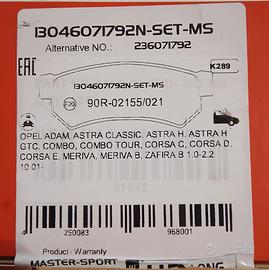 13046071792N-SET-MS
Alternative NO.: 236071792
EAC
K289
13046071792N-SET-MS
90R-02155/021
OPEL ADAM, ASTRA CLASSIC, ASTRA H, ASTRA H
GTC, COMBO, COMBO TOUR, CORSA C, CORSA D,
CORSA E, MERIVA, MERIVA B, ZAFIRA B 1.0-2.2
10.01-
4 250083 968001
Product / Warranty
MASTER-SPORT